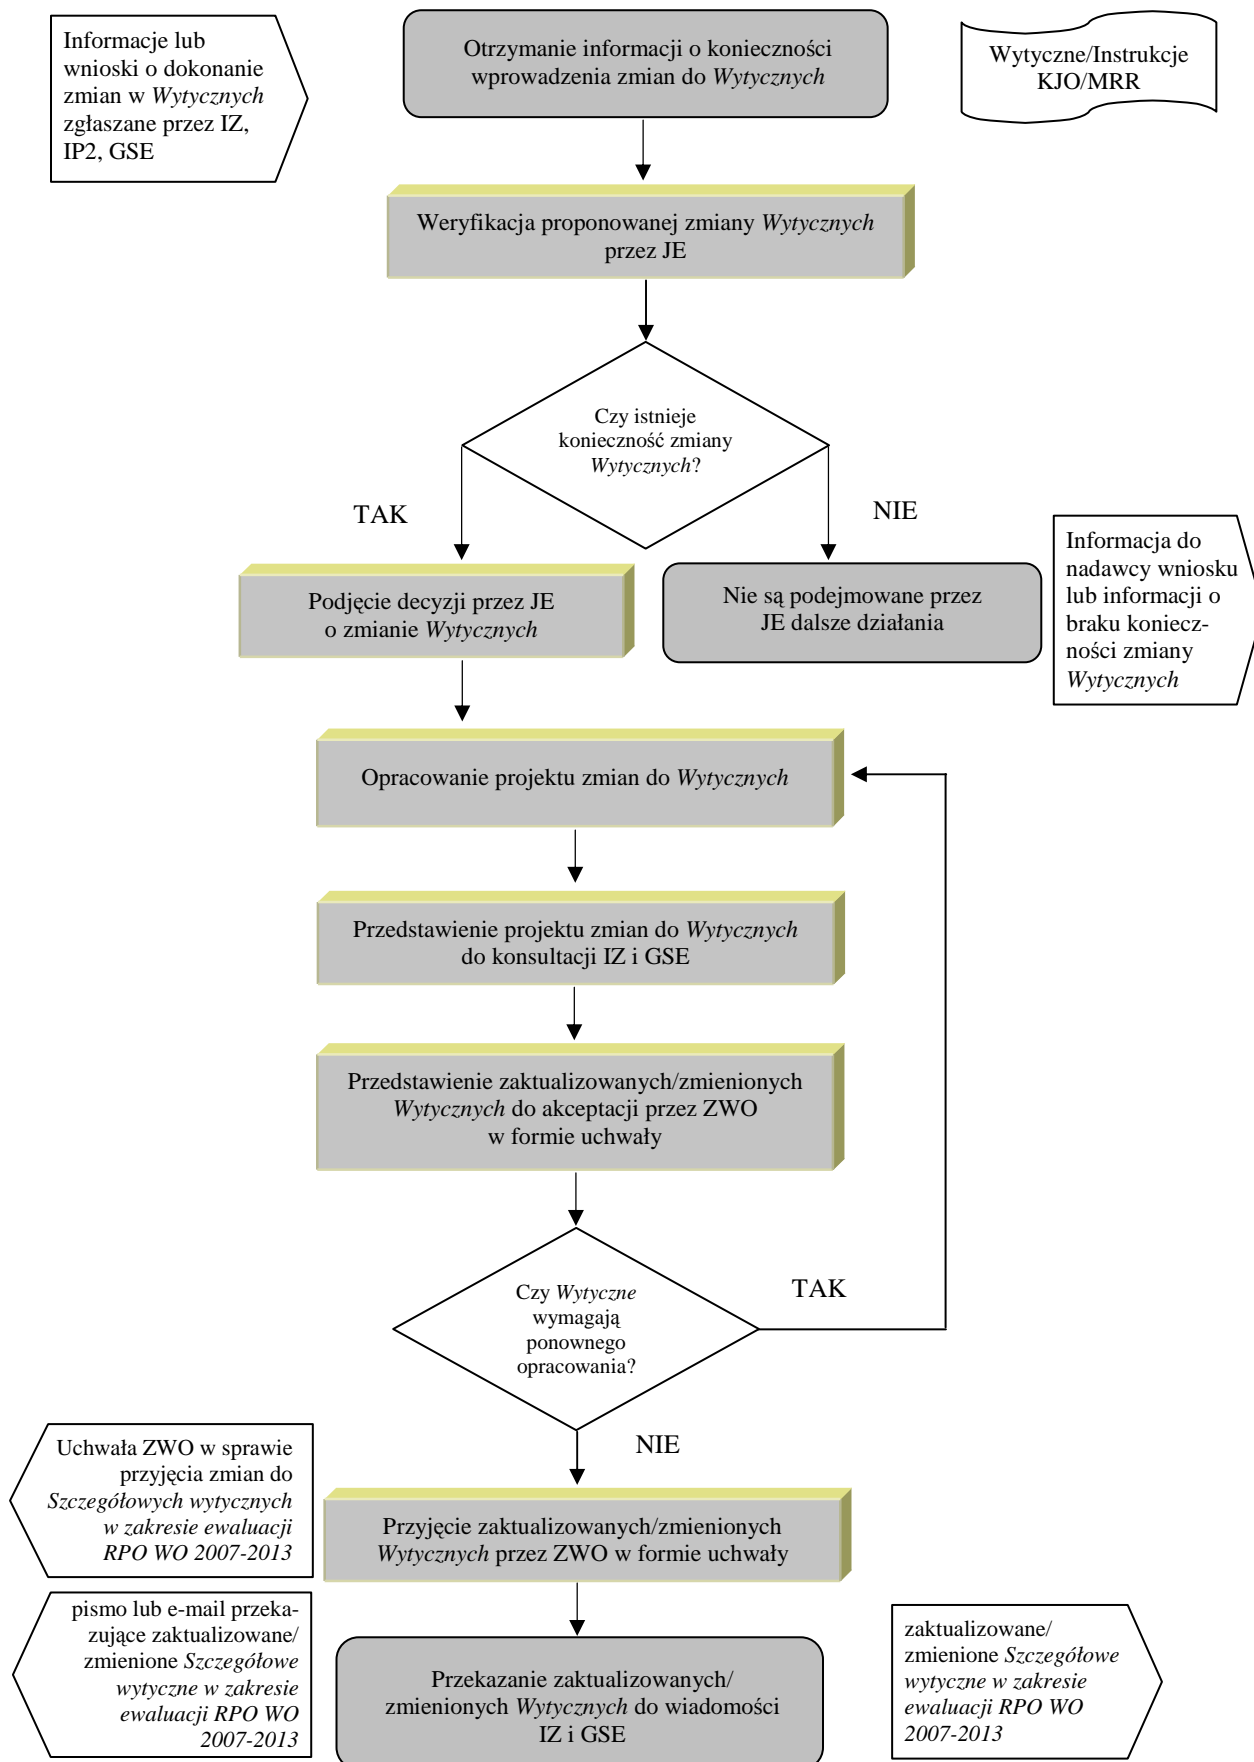 Informacje lub
wnioski o dokonanie
zmian w Wytycznych
zgłaszane przez IZ,
IP2, GSE
Otrzymanie informacji o konieczności
wprowadzenia zmian do Wytycznych
Wytyczne/Instrukcje
KJO/MRR
Weryfikacja proponowanej zmiany Wytycznych
przez JE
Czy istnieje
konieczność zmiany
Wytycznych?
TAK
NIE
Podjęcie decyzji przez JE
o zmianie Wytycznych
Nie są podejmowane przez
JE dalsze działania
Informacja do
nadawcy wniosku
lub informacji o
braku koniecz-
ności zmiany
Wytycznych
Opracowanie projektu zmian do Wytycznych
Przedstawienie projektu zmian do Wytycznych
do konsultacji IZ i GSE
Przedstawienie zaktualizowanych/zmienionych
Wytycznych do akceptacji przez ZWO
w formie uchwały
Czy Wytyczne
wymagają
ponownego
opracowania?
TAK
NIE
Uchwała ZWO w sprawie
przyjęcia zmian do
Szczegółowych wytycznych
w zakresie ewaluacji
RPO WO 2007-2013
Przyjęcie zaktualizowanych/zmienionych
Wytycznych przez ZWO w formie uchwały
pismo lub e-mail przeka-
zujące zaktualizowane/
zmienione Szczegółowe
wytyczne w zakresie
ewaluacji RPO WO
2007-2013
Przekazanie zaktualizowanych/
zmienionych Wytycznych do wiadomości
IZ i GSE
zaktualizowane/
zmienione Szczegółowe
wytyczne w zakresie
ewaluacji RPO WO
2007-2013